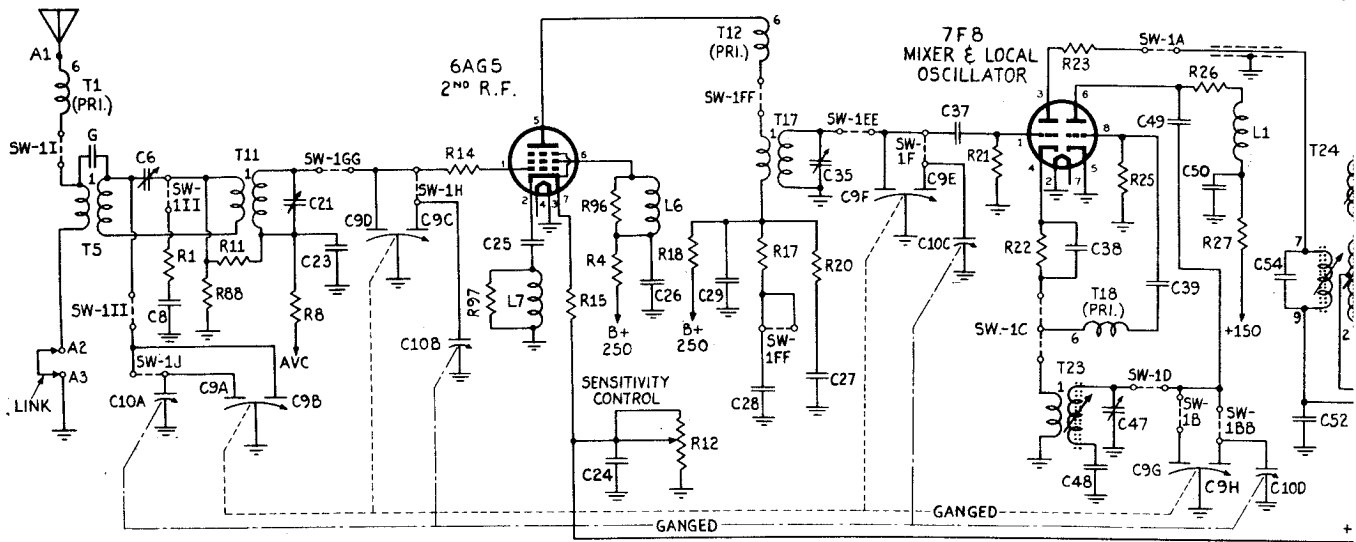 A1
6
T1
(PRI.)
SW-1I
G
1
T5
C6
SW-
1II
T11
1
SW-1GG
R14
6AG5
2ND R.F.
5
1
6
2
4
3
7
T12
(PRI.)
6
SW-1FF
1
T17
1
SW-1EE
C35
C37
7F8
MIXER & LOCAL
OSCILLATOR
3
6
1
8
4
2
7
5
R23
SW-1A
R26
C49
L1
T24
R21
R25
C50
SW-
1F
C9E
C9F
C10C
C21
SW-1H
C9D
C9C
R1
R11
C23
R88
C8
R8
AVC
SW-1II
A2
A3
LINK
SW-1J
C10A
C9A
C9B
C25
R97
L7
C10B
R96
L6
R4
C26
B+
250
R15
R18
C29
B+
250
R17
R20
SW-
1FF
C28
C27
R22
C38
T18
(PRI.)
6
C39
SW.-1C
R27
+150
C54
7
9
2
C52
SENSITIVITY
CONTROL
R12
C24
T23
1
SW-1D
C47
C48
SW-
1B
SW-
1BB
C9G
C9H
C10D
GANGED
GANGED
+